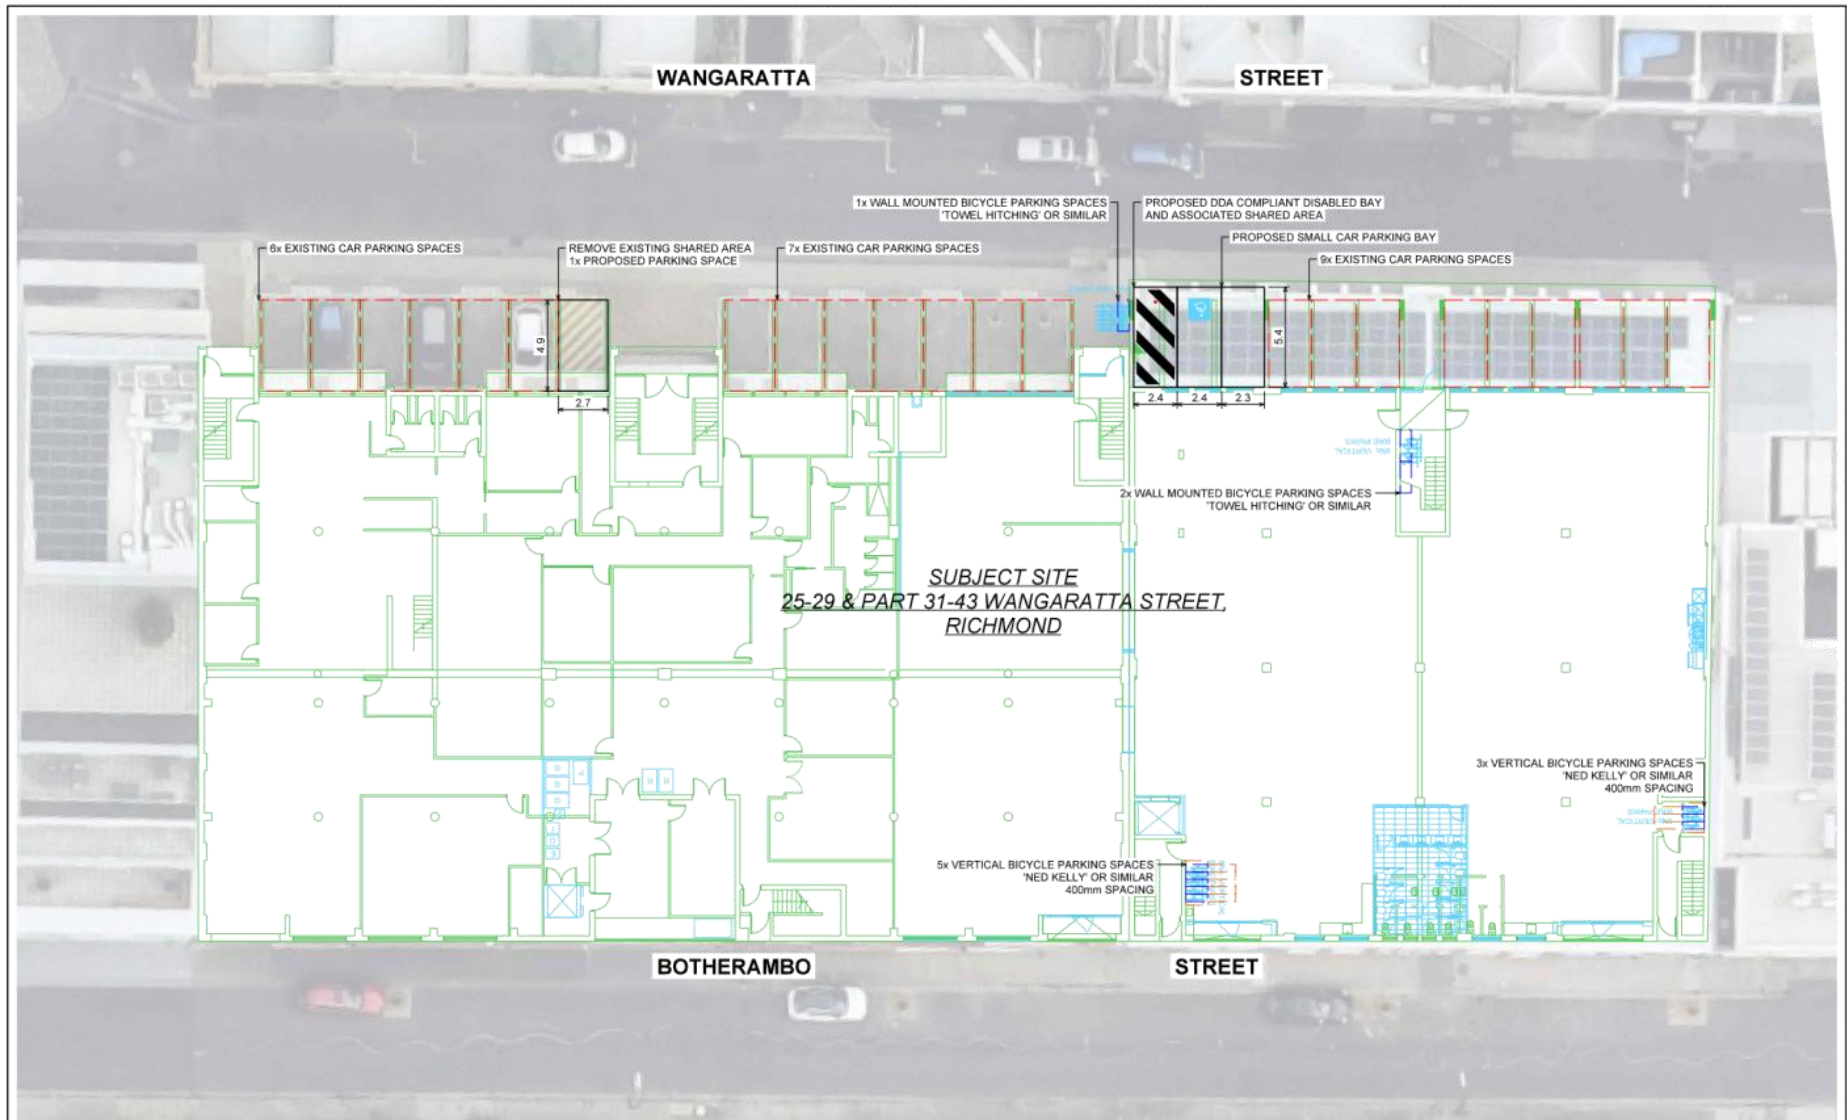 WANGARATTA STREET
1x WALL MOUNTED BICYCLE PARKING SPACES
'TOWEL HITCHING' OR SIMILAR
PROPOSED DDA COMPLIANT DISABLED BAY
AND ASSOCIATED SHARED AREA
6x EXISTING CAR PARKING SPACES
REMOVE EXISTING SHARED AREA
1x PROPOSED PARKING SPACE
7x EXISTING CAR PARKING SPACES
PROPOSED SMALL CAR PARKING BAY
9x EXISTING CAR PARKING SPACES
4.9
5.4
2.7
2.4
2.4
2.3
BIKE PARKS
2x WALL MOUNTED BICYCLE PARKING SPACES
'TOWEL HITCHING' OR SIMILAR
SUBJECT SITE
25-29 & PART 31-43 WANGARATTA STREET,
RICHMOND
3x VERTICAL BICYCLE PARKING SPACES
'NED KELLY' OR SIMILAR
400mm SPACING
BIKE PARKS
5x VERTICAL BICYCLE PARKING SPACES
'NED KELLY' OR SIMILAR
400mm SPACING
BOTHERAMBO STREET